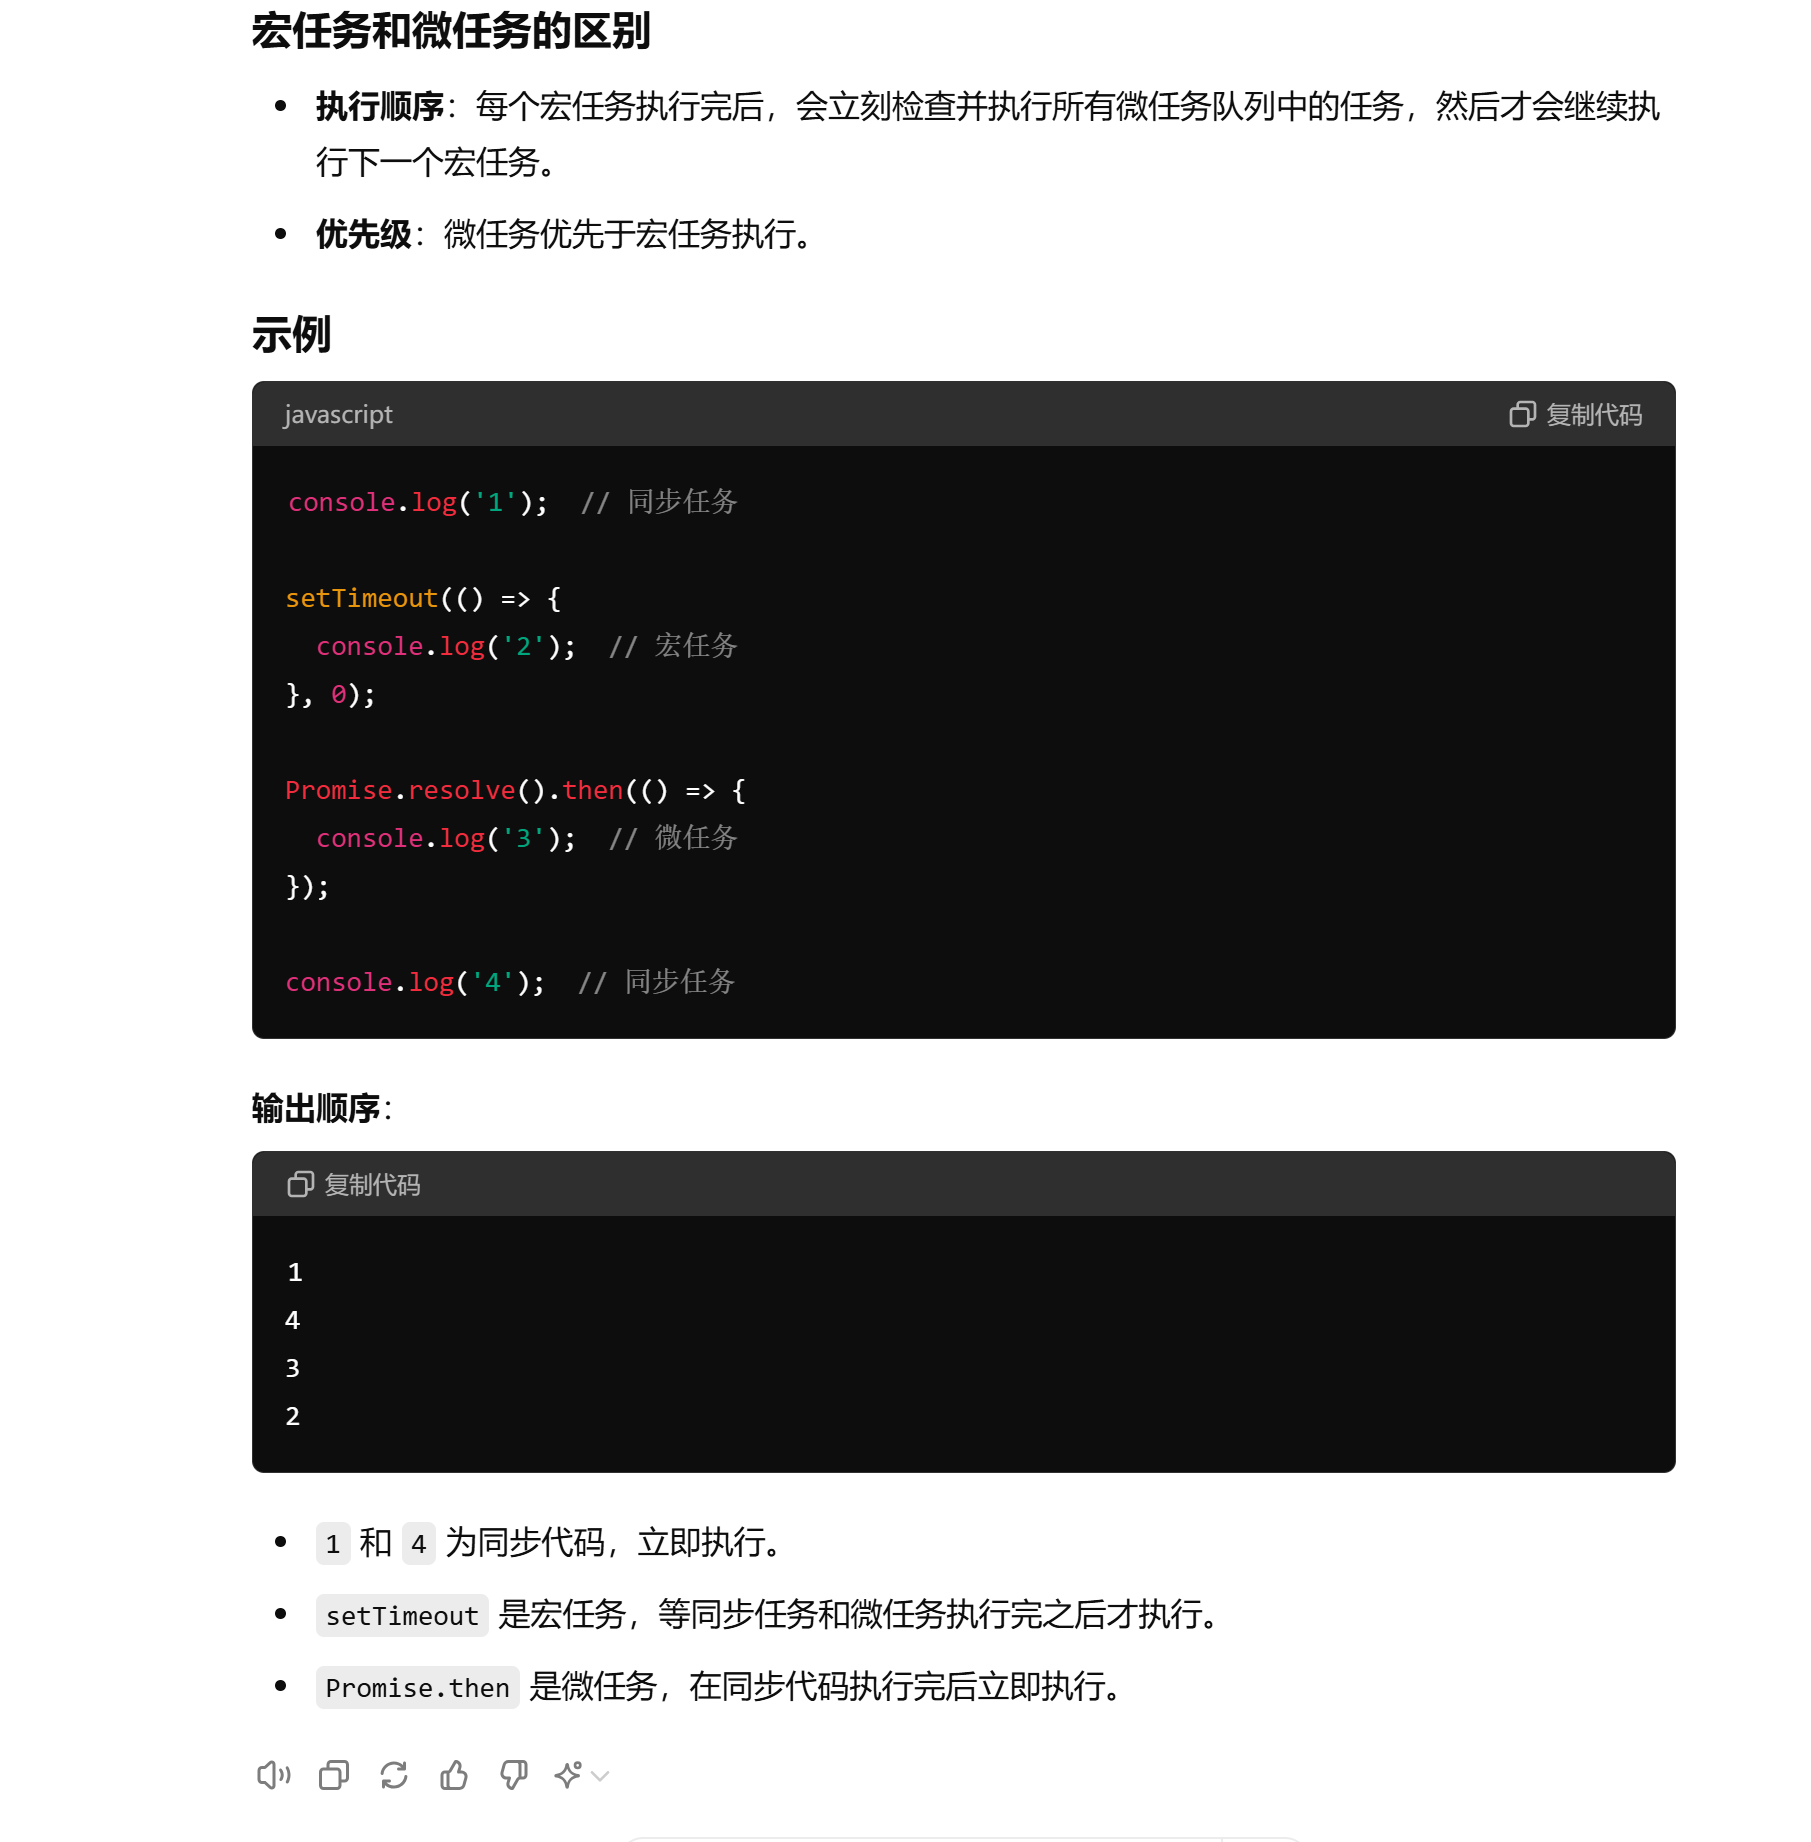 宏任务和微任务的区别
执行顺序：每个宏任务执行完后，会立刻检查并执行所有微任务队列中的任务，然后才会继续执
行下一个宏任务。
优先级：微任务优先于宏任务执行。
示例
javascript
复制代码
console.log('1');  // 同步任务
setTimeout(() => {
  console.log('2');  // 宏任务
}, 0);
Promise.resolve().then(() => {
  console.log('3');  // 微任务
});
console.log('4');  // 同步任务
输出顺序：
复制代码
1
4
3
2
1 和 4 为同步代码，立即执行。
setTimeout 是宏任务，等同步任务和微任务执行完之后才执行。
Promise.then 是微任务，在同步代码执行完后立即执行。